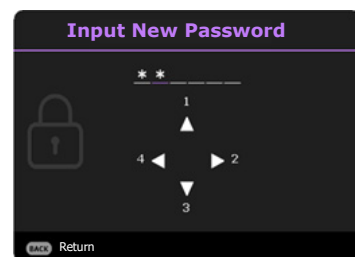 Input New Password
* * _ _ _ _
1
4 2
3
BACK Return